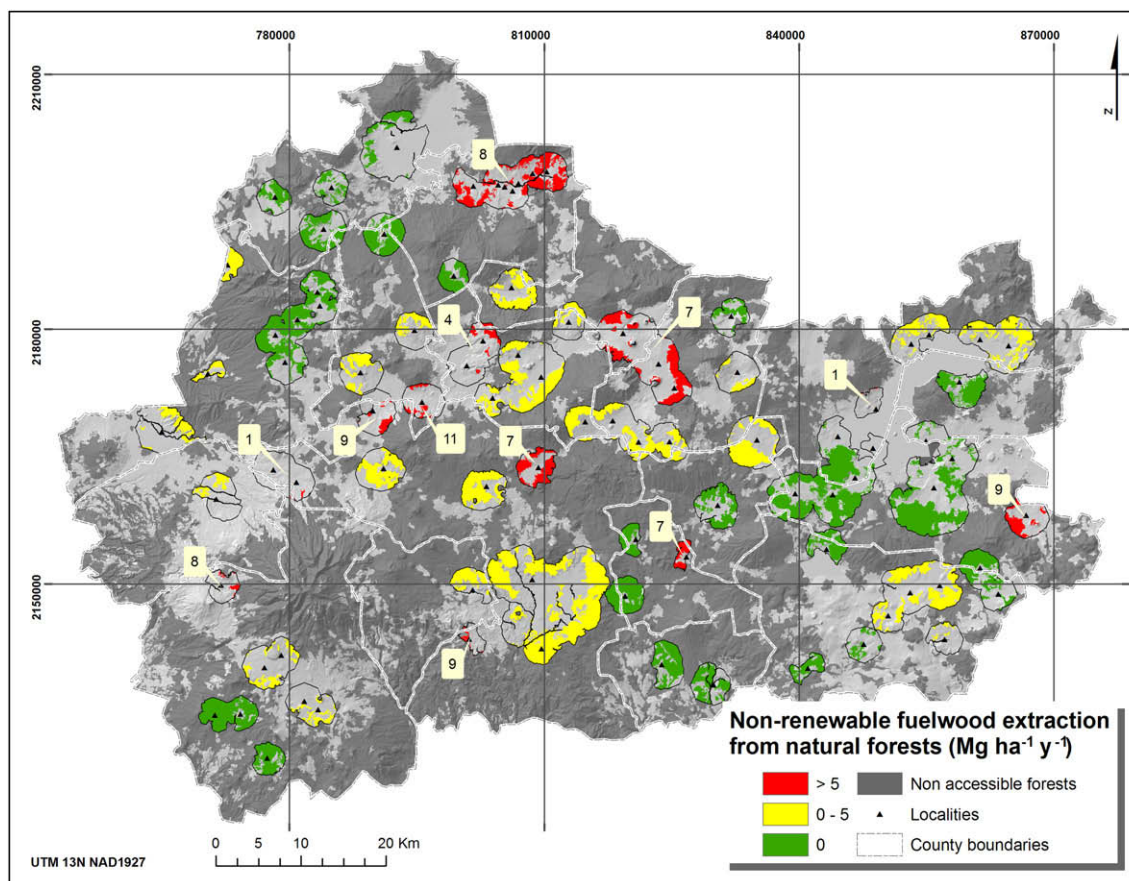 780000 810000 840000 870000
2210000
N
8
2180000
4
7
1
9
11
7
1
9
7
8
2150000
9
Non-renewable fuelwood extraction
from natural forests (Mg ha⁻¹ y⁻¹)
> 5 Non accessible forests
0 - 5 Localities
0 County boundaries
0 5 10 20 Km
UTM 13N NAD1927